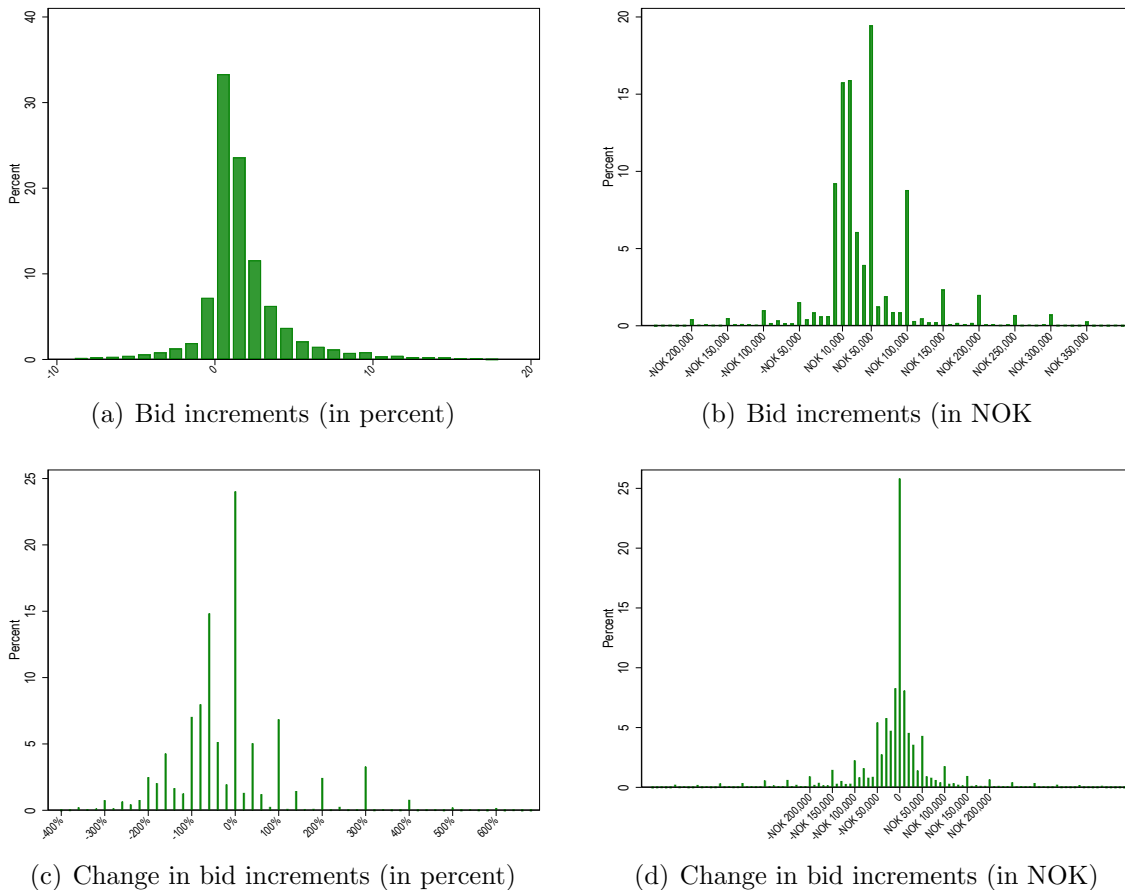 40
30
20
10
0
Percent
-10
0
10
20
(a) Bid increments (in percent)
20
15
10
5
0
Percent
-NOK 200.000
-NOK 150.000
-NOK 100.000
-NOK 50.000
NOK 10.000
NOK 50.000
NOK 100.000
NOK 150.000
NOK 200.000
NOK 250.000
NOK 300.000
NOK 350.000
(b) Bid increments (in NOK
25
20
15
10
5
0
Percent
-400%
-300%
-200%
-100%
0%
100%
200%
300%
400%
500%
600%
(c) Change in bid increments (in percent)
25
20
15
10
5
0
Percent
-NOK 200.000
-NOK 150.000
-NOK 100.000
-NOK 50.000
0
NOK 50.000
NOK 100.000
NOK 150.000
NOK 200.000
(d) Change in bid increments (in NOK)